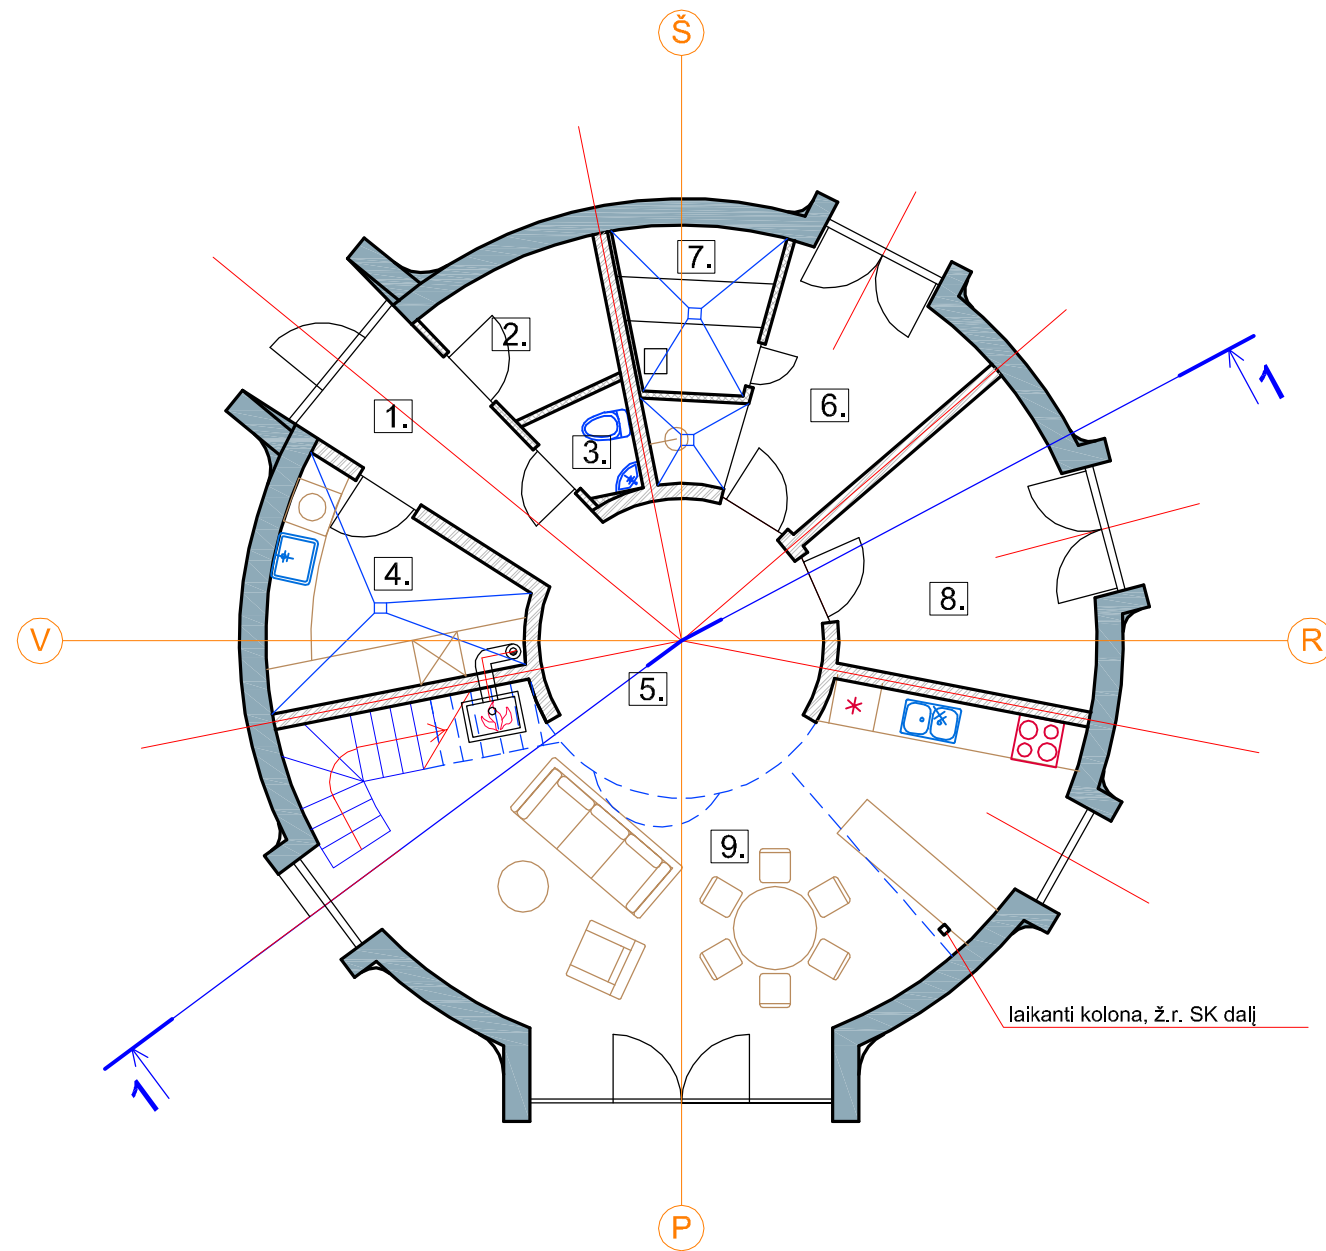 Š
7.
2.
1.
6.
1
3.
4.
8.
V
R
5.
9.
laikanti kolona, ž.r. SK dalį
1
P